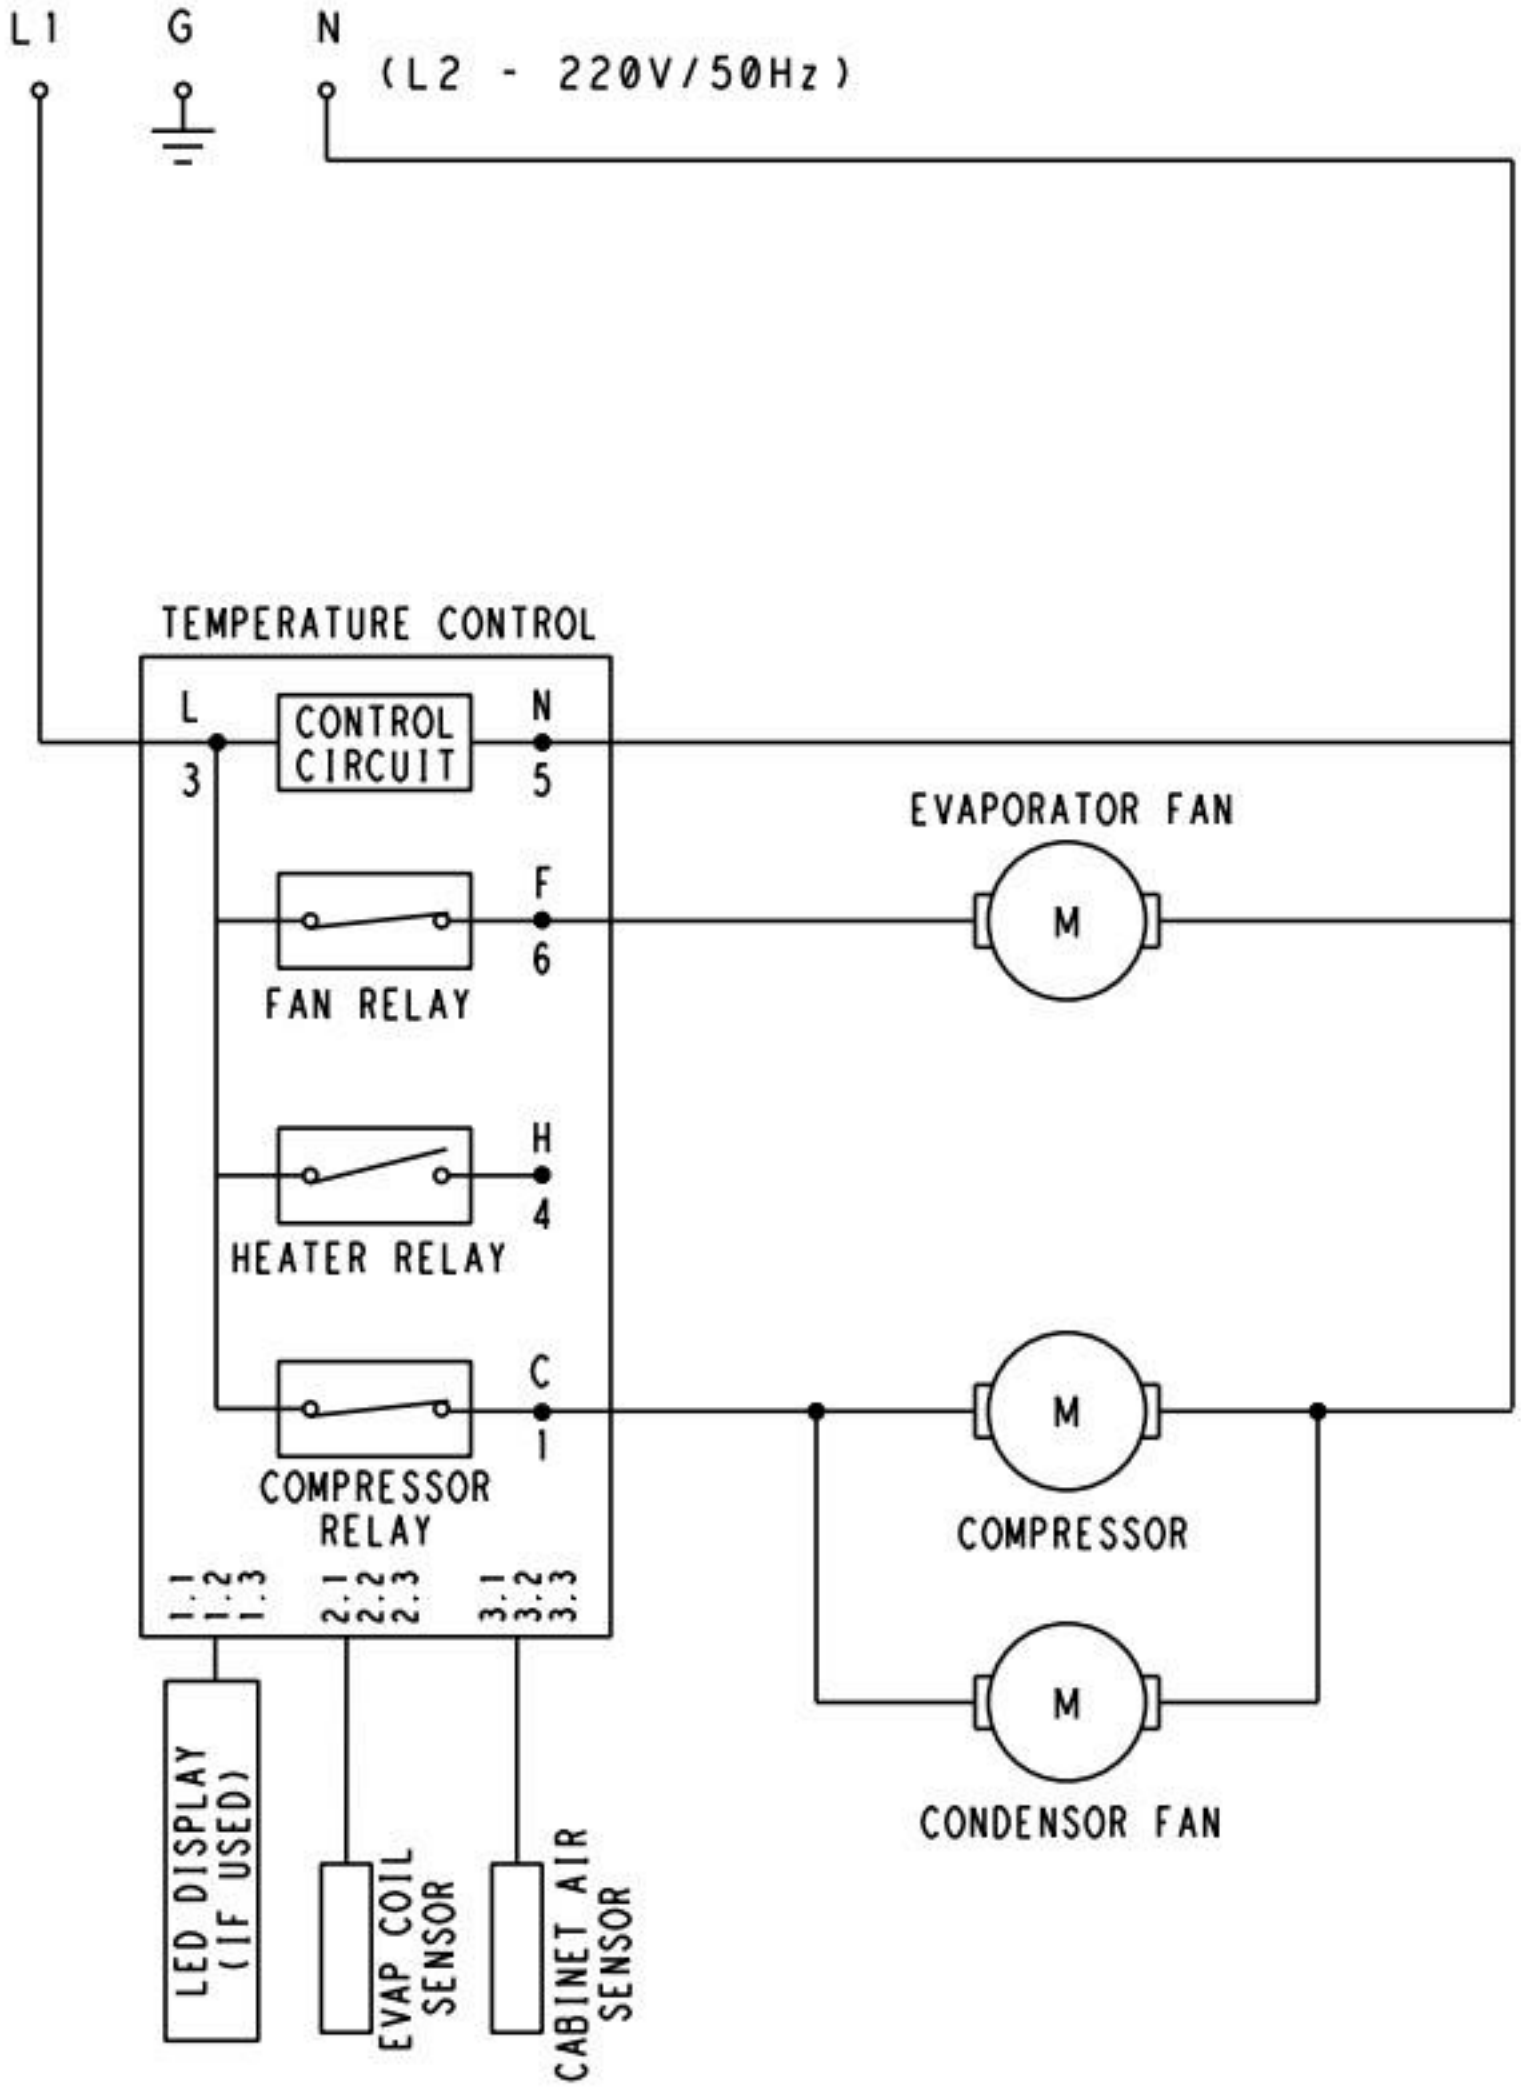 L1 G N
(L2 - 220V/50Hz)
TEMPERATURE CONTROL
L
3
CONTROL
CIRCUIT
N
5
EVAPORATOR FAN
M
F
6
FAN RELAY
H
4
HEATER RELAY
C
1
COMPRESSOR
RELAY
M
COMPRESSOR
1.1
1.2
1.3
2.1
2.2
2.3
3.1
3.2
3.3
M
CONDENSOR FAN
LED DISPLAY
(IF USED)
EVAP COIL
SENSOR
CABINET AIR
SENSOR